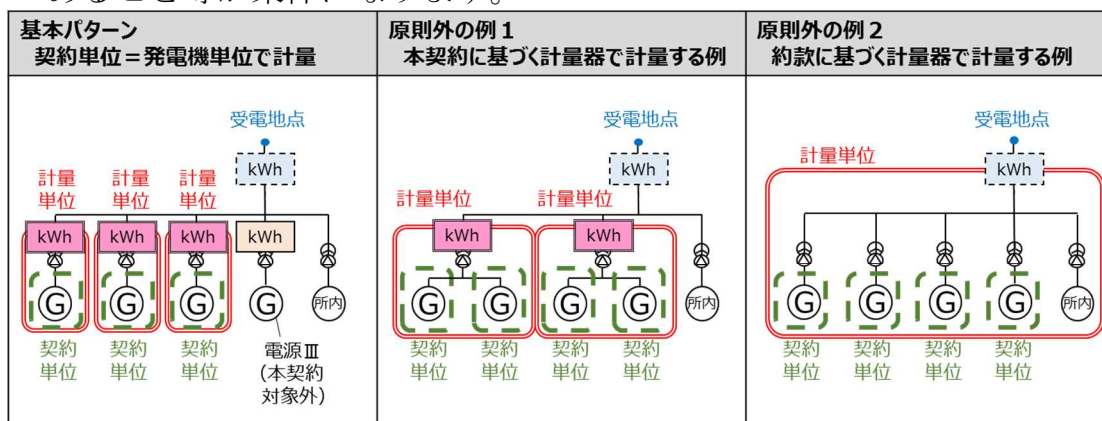 基本パターン
契約単位＝発電機単位で計量
受電地点
kWh
計量単位
計量単位
計量単位
kWh
kWh
kWh
kWh
G
G
G
G
所内
契約単位
契約単位
契約単位
電源Ⅲ
(本契約
対象外)
原則外の例１
本契約に基づく計量器で計量する例
受電地点
kWh
計量単位
計量単位
kWh
kWh
G
G
G
G
所内
契約単位
契約単位
契約単位
契約単位
原則外の例２
約款に基づく計量器で計量する例
受電地点
計量単位
kWh
G
G
G
G
所内
契約単位
契約単位
契約単位
契約単位